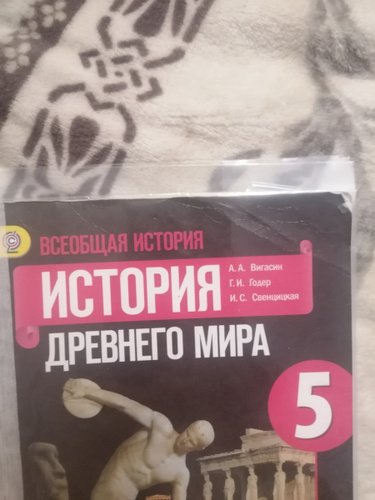 ВСЕОБЩАЯ ИСТОРИЯ
ИСТОРИЯ
А. А. Вигасин
Г. И. Годер
И. С. Свенцицкая
ДРЕВНЕГО МИРА
5